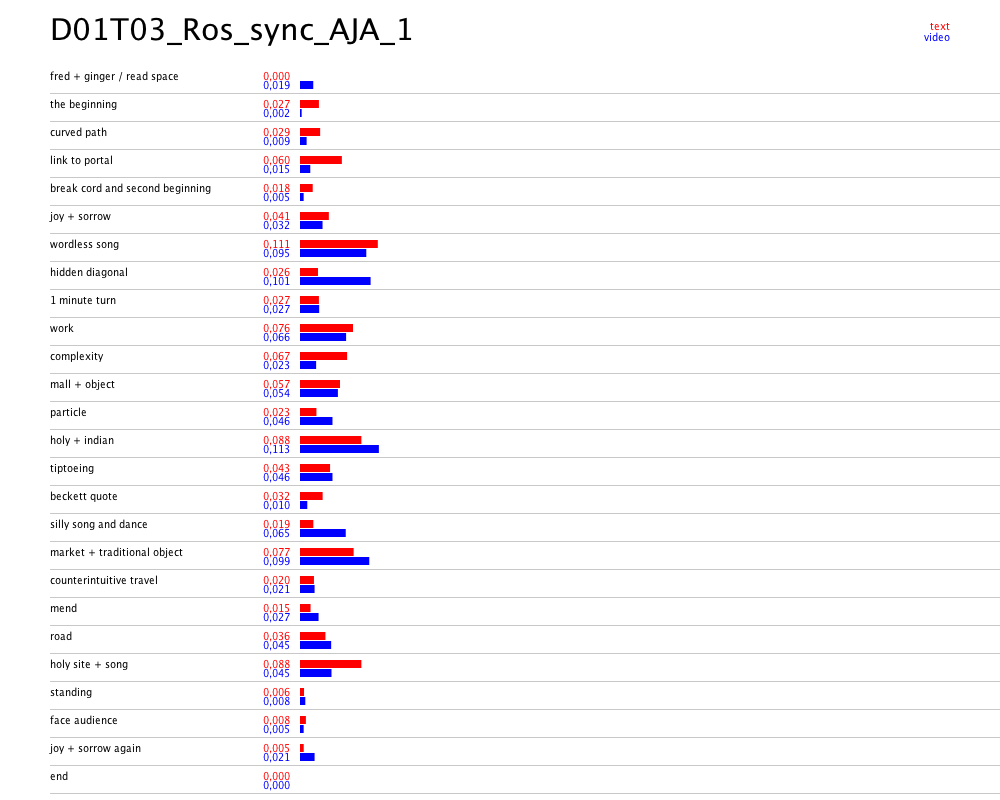 D01T03_Ros_sync_AJA_1
text
video
fred + ginger / read space
0,000
0,019
the beginning
0,027
0,002
curved path
0,029
0,009
link to portal
0,060
0,015
break cord and second beginning
0,018
0,005
joy + sorrow
0,041
0,032
wordless song
0,111
0,095
hidden diagonal
0,026
0,101
1 minute turn
0,027
0,027
work
0,076
0,066
complexity
0,067
0,023
mall + object
0,057
0,054
particle
0,023
0,046
holy + indian
0,088
0,113
tiptoeing
0,043
0,046
beckett quote
0,032
0,010
silly song and dance
0,019
0,065
market + traditional object
0,077
0,099
counterintuitive travel
0,020
0,021
mend
0,015
0,027
road
0,036
0,045
holy site + song
0,088
0,045
standing
0,006
0,008
face audience
0,008
0,005
joy + sorrow again
0,005
0,021
end
0,000
0,000